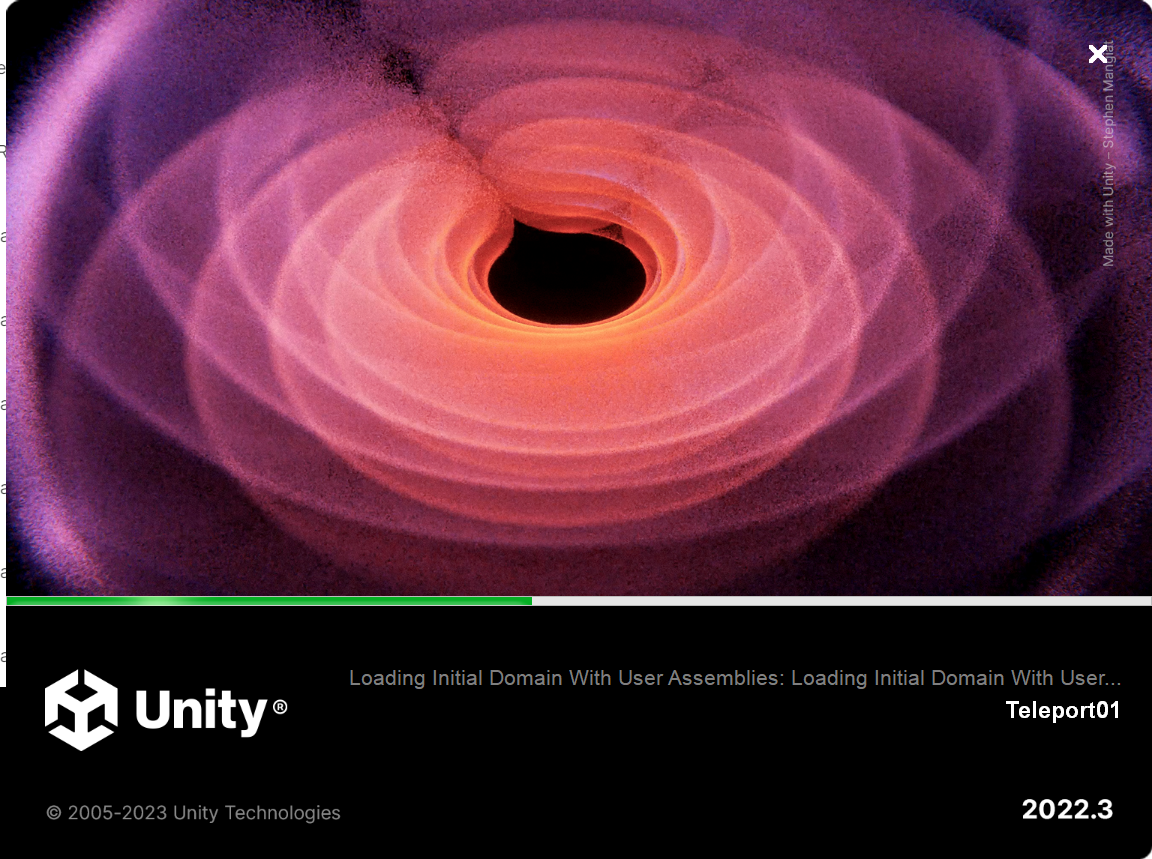 Made with Unity – Stephen Mangiat
Loading Initial Domain With User Assemblies: Loading Initial Domain With User...
Unity®
Teleport01
© 2005-2023 Unity Technologies
2022.3